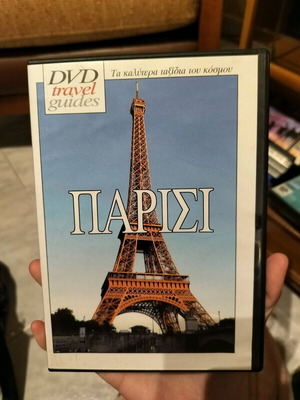 DVD
travel
guides
Τα καλύτερα ταξίδια του κόσμου
ΠΑΡΙΣΙ